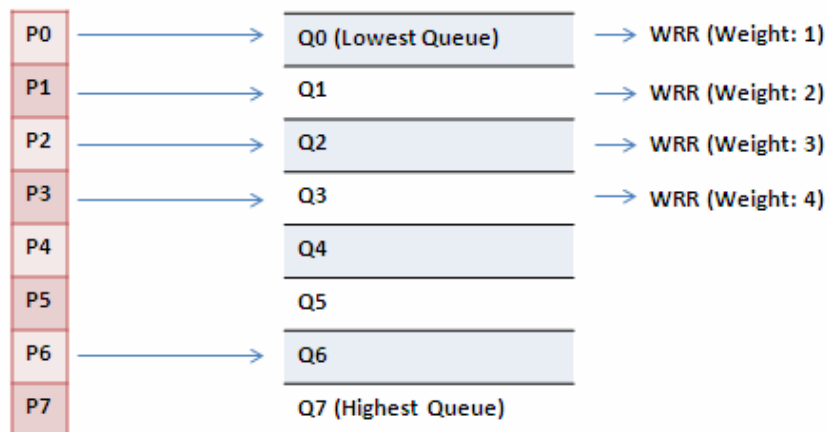 P0 Q0 (Lowest Queue) WRR (Weight: 1)
P1 Q1 WRR (Weight: 2)
P2 Q2 WRR (Weight: 3)
P3 Q3 WRR (Weight: 4)
P4 Q4
P5 Q5
P6 Q6
P7 Q7 (Highest Queue)